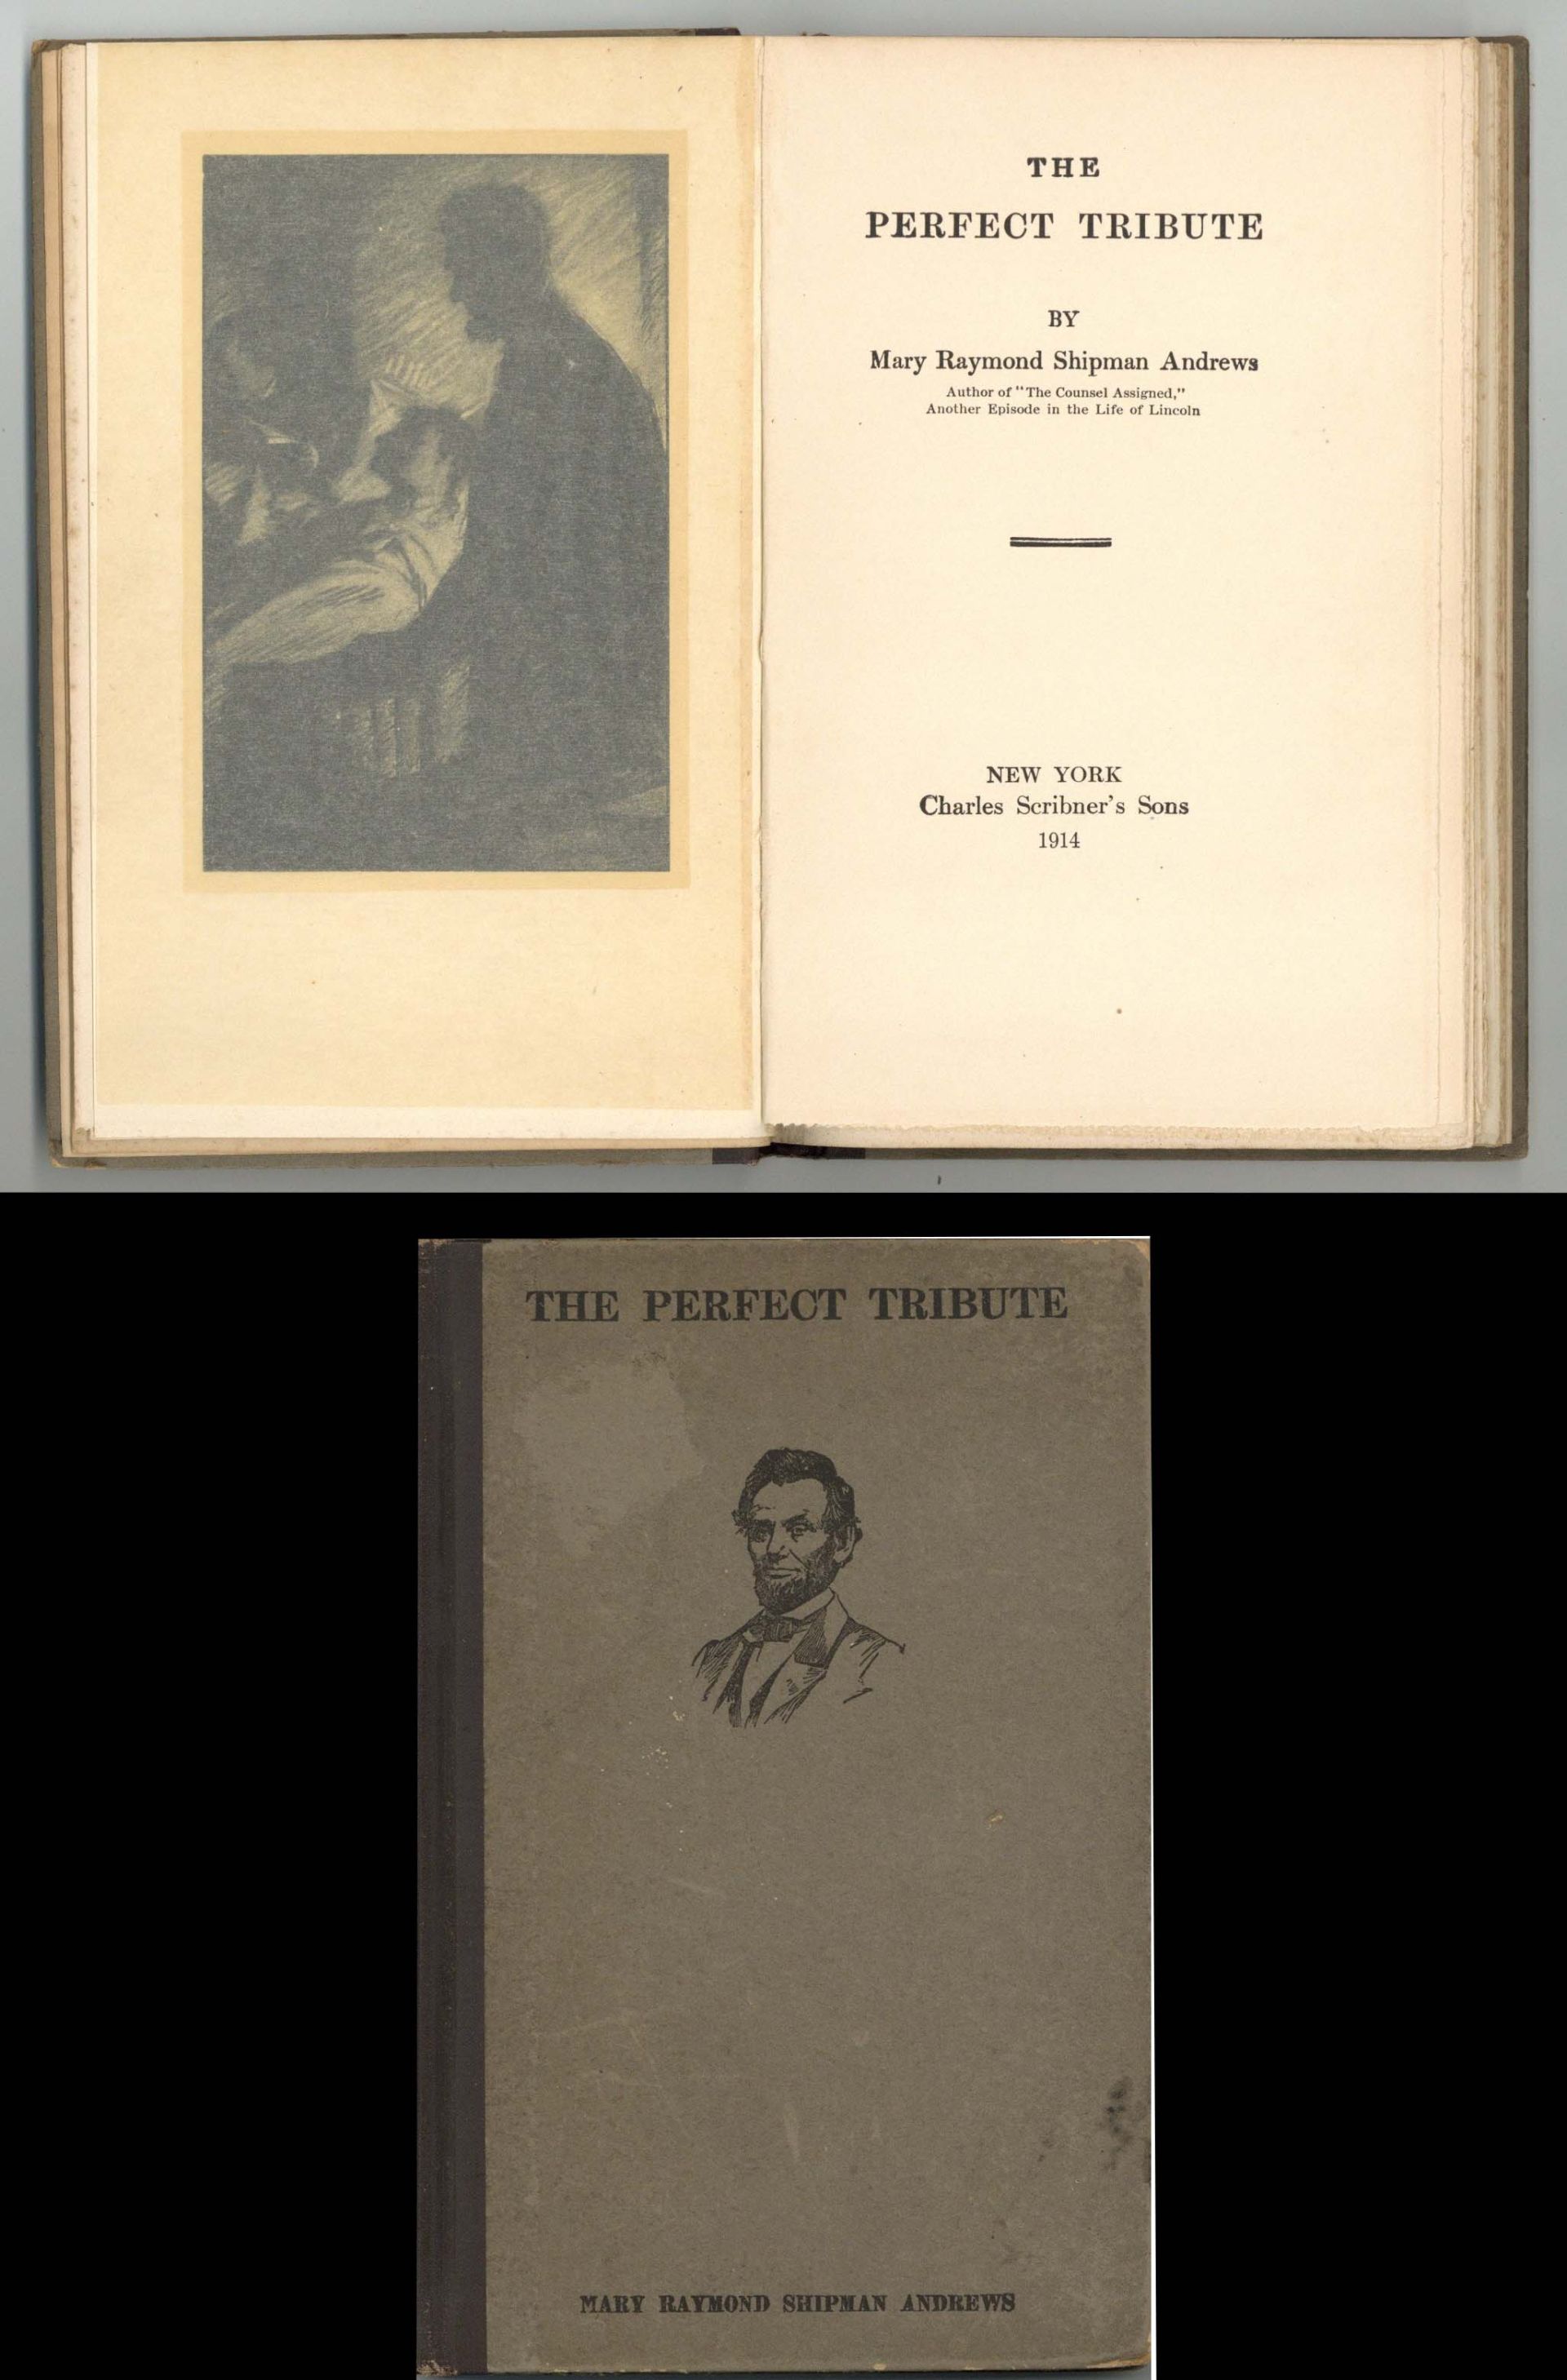 THE
PERFECT TRIBUTE
BY
Mary Raymond Shipman Andrews
Author of "The Counsel Assigned,"
Another Episode in the Life of Lincoln
NEW YORK
Charles Scribner's Sons
1914
THE PERFECT TRIBUTE
MARY RAYMOND SHIPMAN ANDREWS